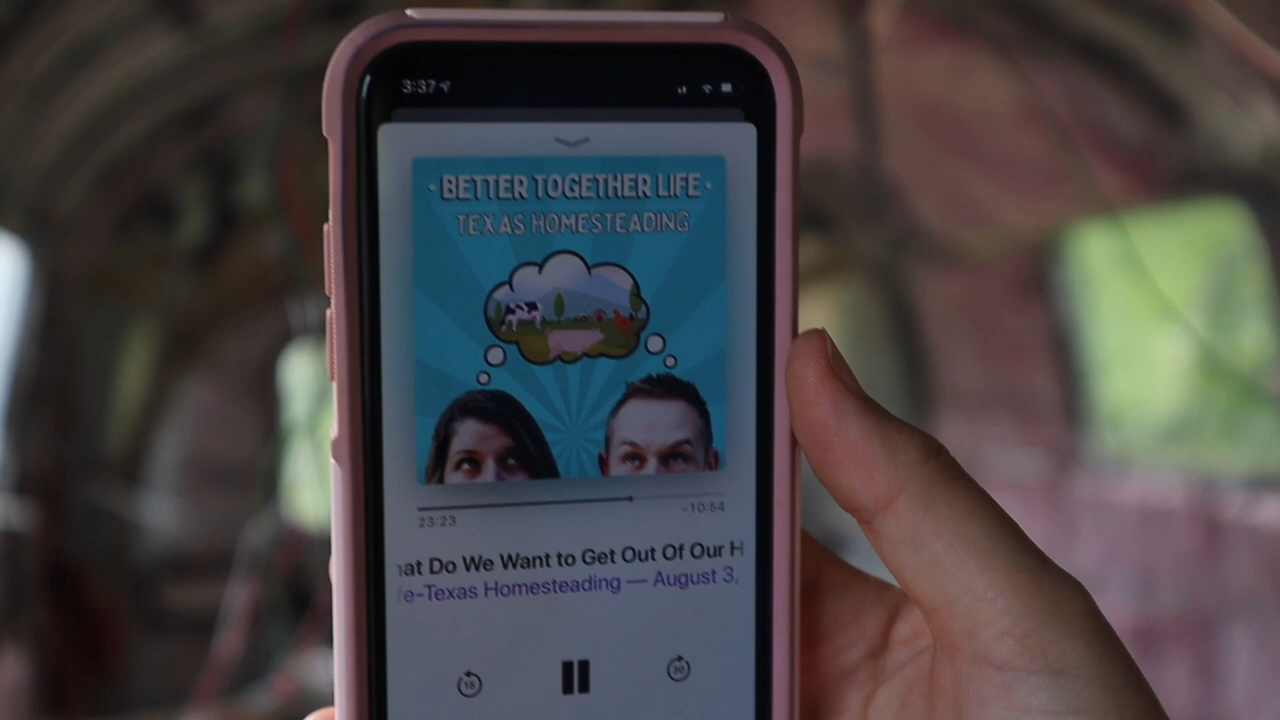 3:37
· BETTER TOGETHER LIFE ·
TEXAS HOMESTEADING
23:23
-10:54
at Do We Want to Get Out Of Our H
e-Texas Homesteading — August 3,
15
30